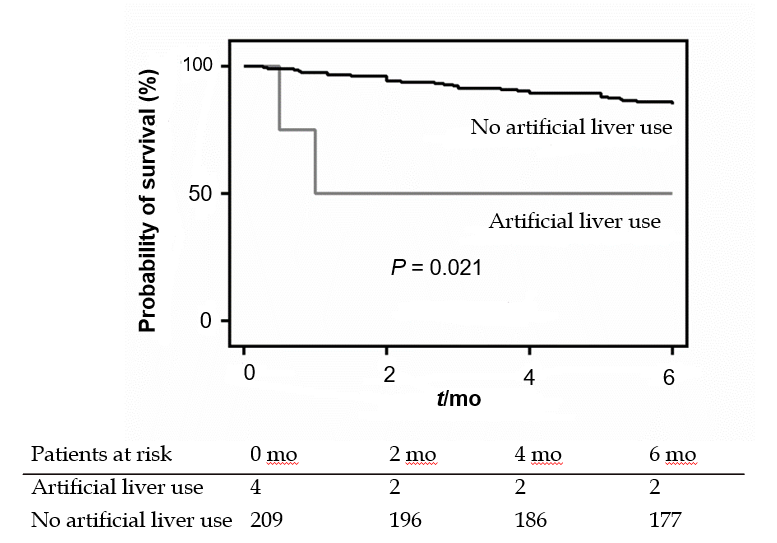 Probability of survival (%)
100
50
0
No artificial liver use
Artificial liver use
P = 0.021
0 2 4 6
t/mo
Patients at risk 0 mo 2 mo 4 mo 6 mo
Artificial liver use 4 2 2 2
No artificial liver use 209 196 186 177